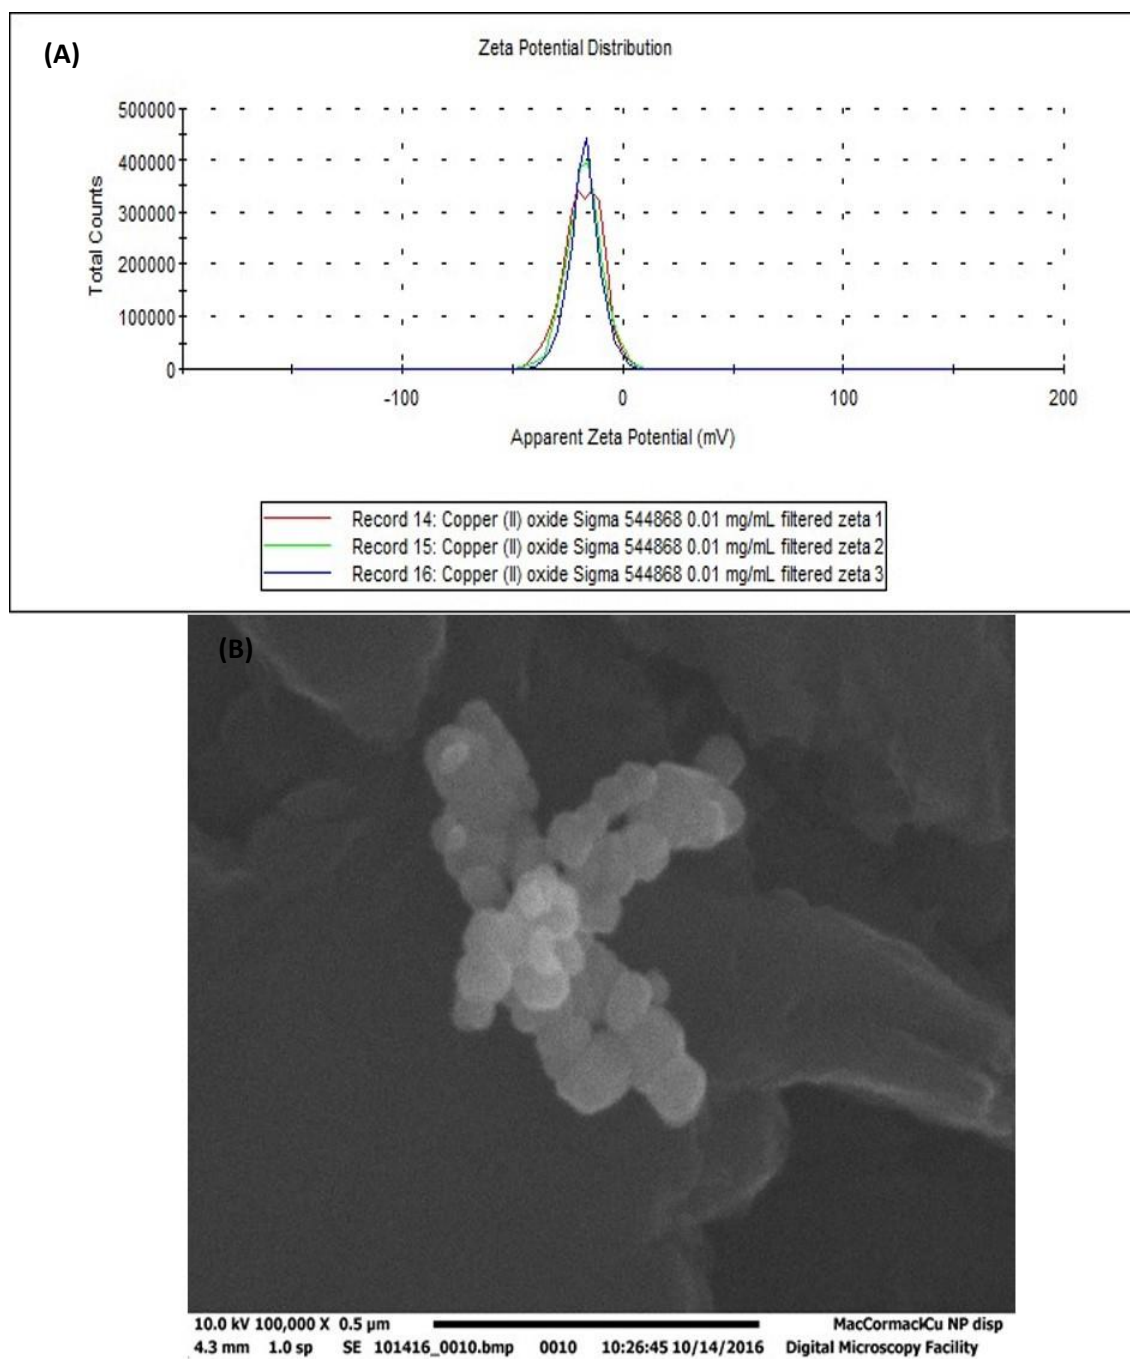 (A)
Zeta Potential Distribution
500000
400000
300000
200000
100000
0
Total Counts
-100 0 100 200
Apparent Zeta Potential (mV)
Record 14: Copper (II) oxide Sigma 544868 0.01 mg/mL filtered zeta 1
Record 15: Copper (II) oxide Sigma 544868 0.01 mg/mL filtered zeta 2
Record 16: Copper (II) oxide Sigma 544868 0.01 mg/mL filtered zeta 3
(B)
10.0 kV 100,000 X 0.5 µm MacCormackCu NP disp
4.3 mm 1.0 sp SE 101416_0010.bmp 0010 10:26:45 10/14/2016 Digital Microscopy Facility